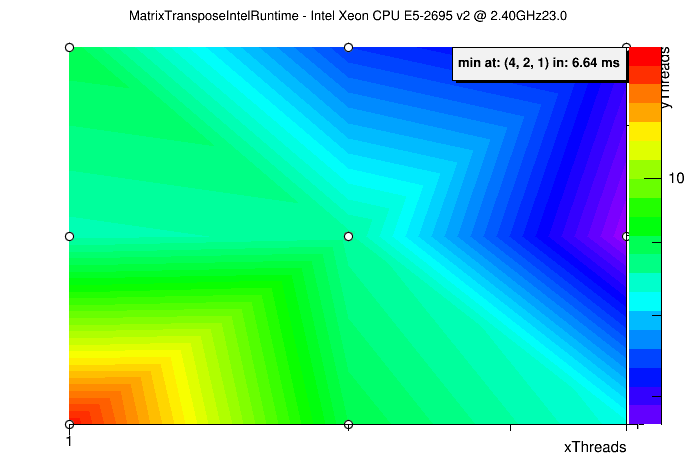 MatrixTransposeIntelRuntime - Intel Xeon CPU E5-2695 v2 @ 2.40GHz23.0
min at: (4, 2, 1) in: 6.64 ms
yThreads
10
1
xThreads